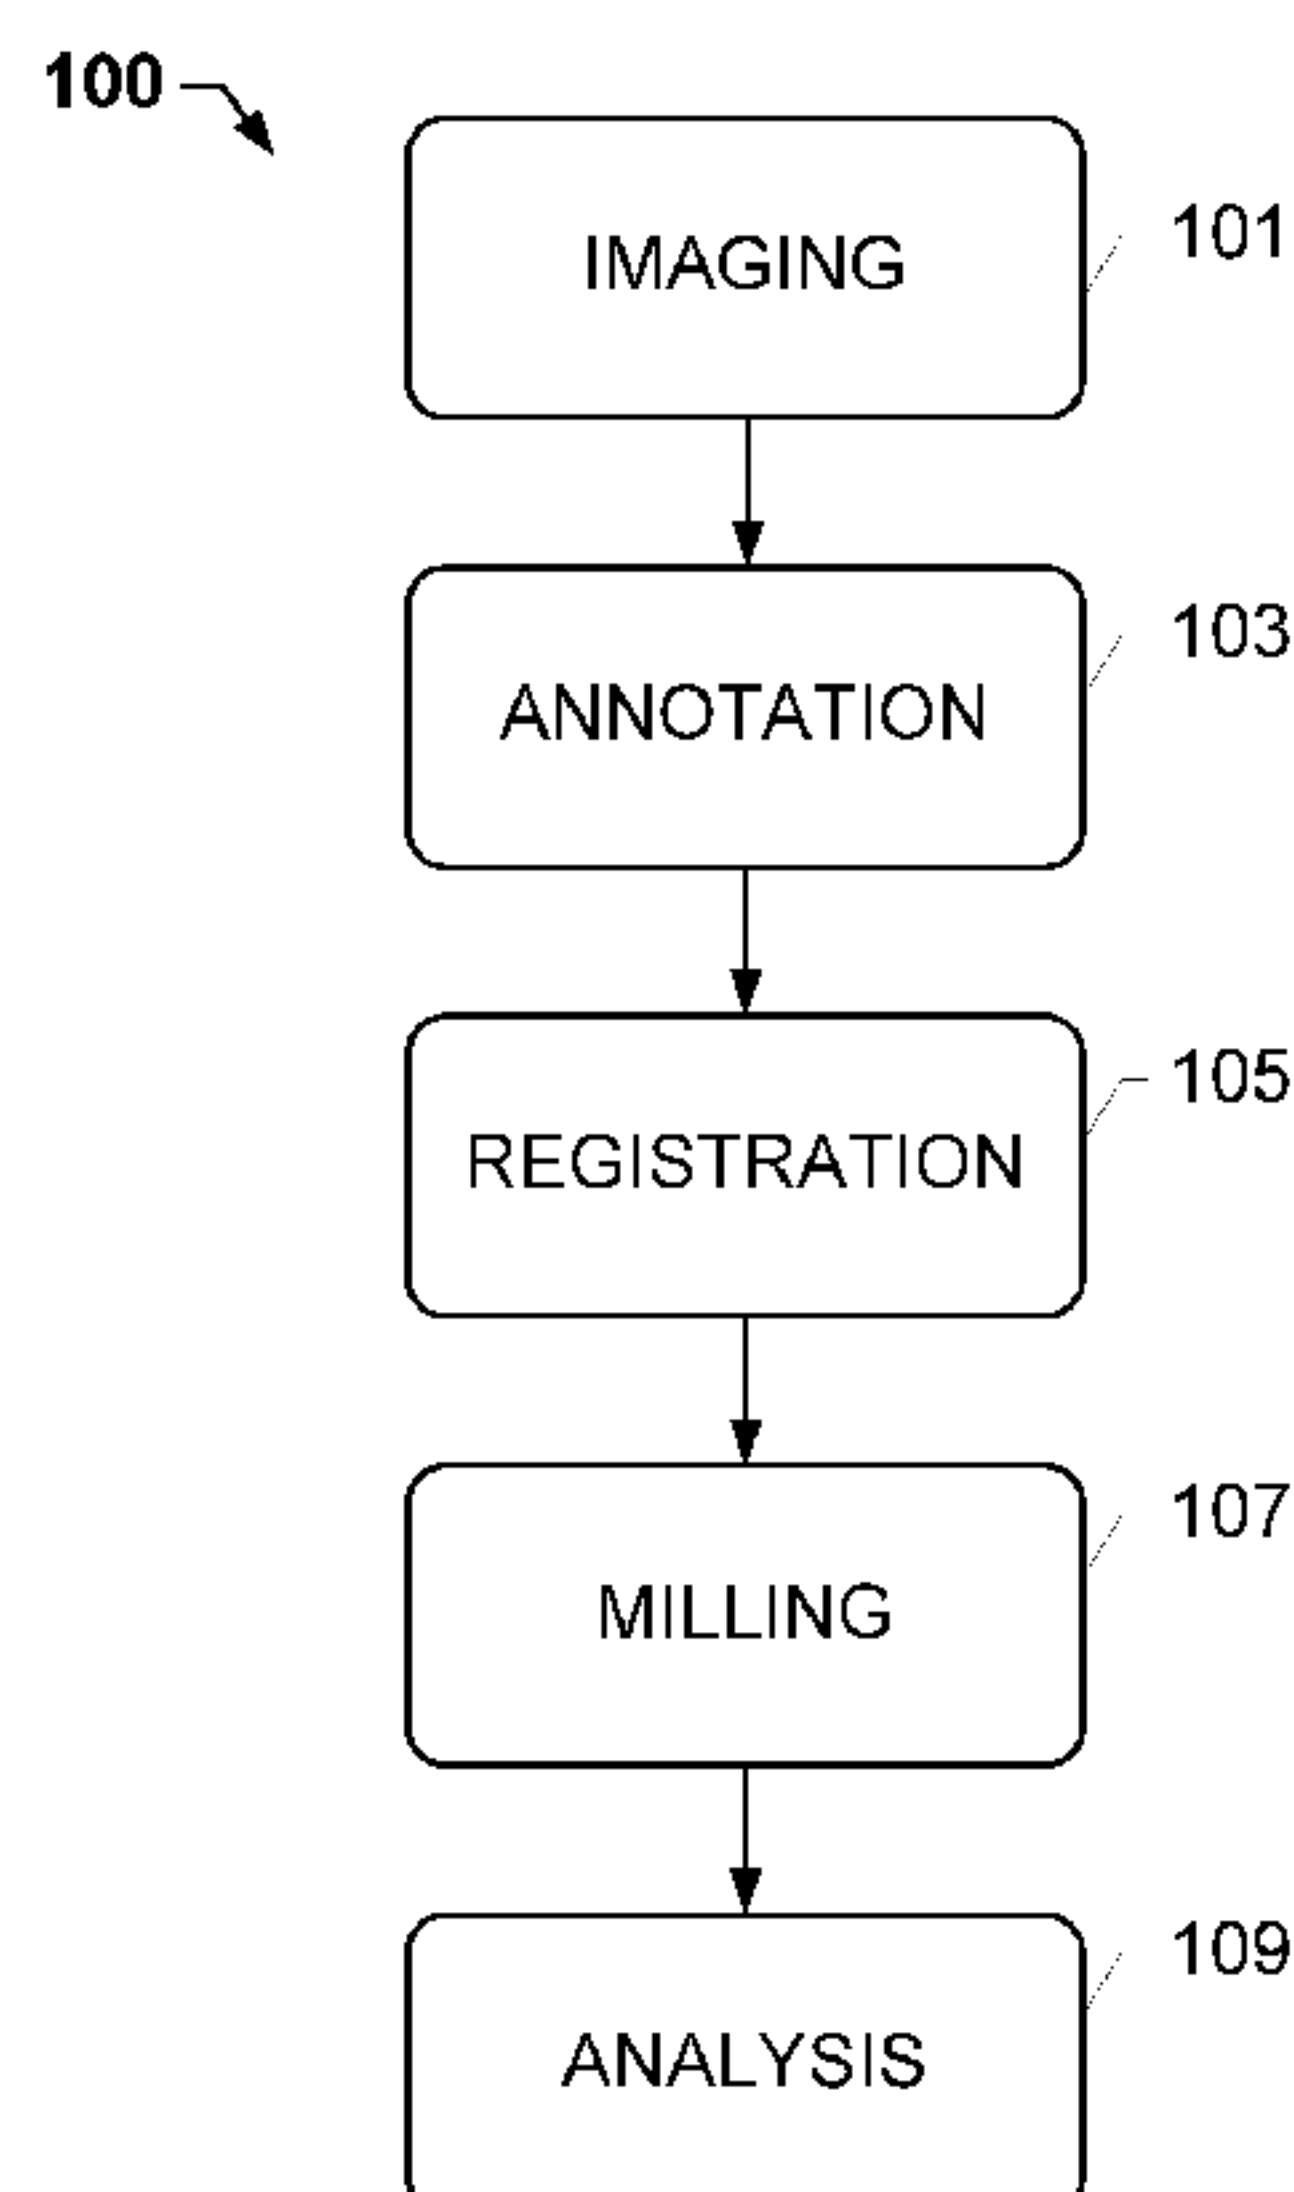 100
IMAGING
101
ANNOTATION
103
REGISTRATION
105
MILLING
107
ANALYSIS
109